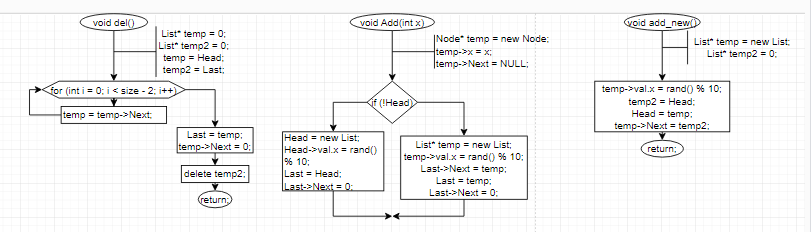 void del()
List* temp = 0;
List* temp2 = 0;
temp = Head;
temp2 = Last;
for (int i = 0; i < size - 2; i++)
temp = temp->Next;
Last = temp;
temp->Next = 0;
delete temp2;
return;
void Add(int x)
Node* temp = new Node;
temp->x = x;
temp->Next = NULL;
if (!Head)
Head = new List;
Head->val.x = rand()
% 10;
Last = Head;
Last->Next = 0;
List* temp = new List;
temp->val.x = rand() % 10;
Last->Next = temp;
Last = temp;
Last->Next = 0;
void add_new()
List* temp = new List;
List* temp2 = 0;
temp->val.x = rand() % 10;
temp2 = Head;
Head = temp;
temp->Next = temp2;
return;